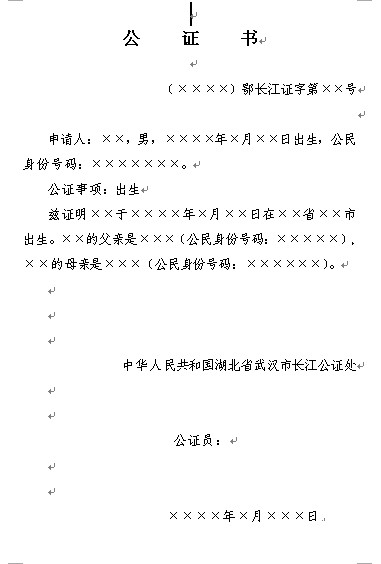 公 证 书
（××××）鄂长江证字第××号
申请人：××，男，××××年×月××日出生，公民
身份号码：×××××××。
公证事项：出生
兹证明××于××××年×月××日在××省××市
出生。××的父亲是×××（公民身份号码：×××××），
××的母亲是×××（公民身份号码：××××××）。
中华人民共和国湖北省武汉市长江公证处
公证员：
××××年×月×××日